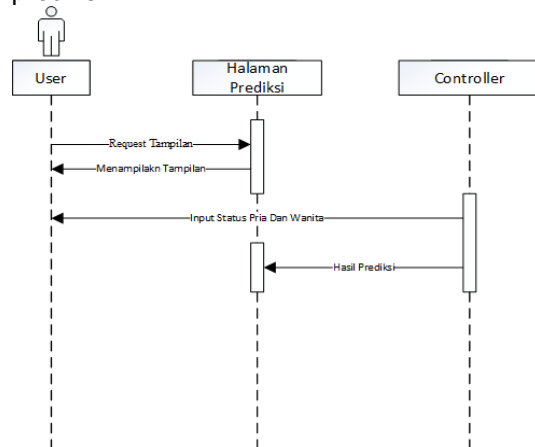 User
Halaman
Prediksi
Controller
Request Tampilan
Menampilakn Tampilan
Input Status Pria Dan Wanita
Hasil Prediksi